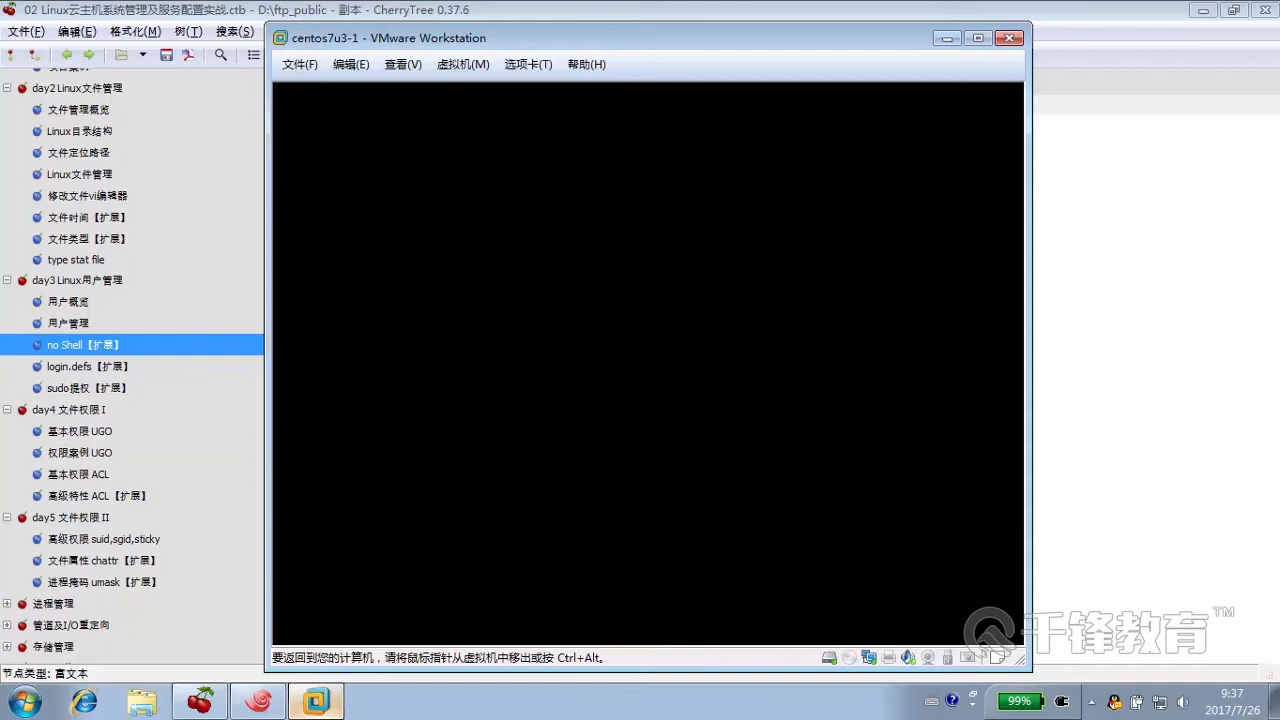 02 Linux云主机系统管理及服务配置实战.ctb - D:\ftp_public - 副本 - CherryTree 0.37.6
文件(F) 编辑(E) 格式化(M) 树(T) 搜索(S)
day2 Linux文件管理
文件管理概览
Linux目录结构
文件定位路径
Linux文件管理
修改文件vi编辑器
文件时间【扩展】
文件类型【扩展】
type stat file
day3 Linux用户管理
用户概览
用户管理
no Shell【扩展】
login.defs【扩展】
sudo提权【扩展】
day4 文件权限 I
基本权限 UGO
权限案例 UGO
基本权限 ACL
高级特性 ACL【扩展】
day5 文件权限 II
高级权限 suid,sgid,sticky
文件属性 chattr【扩展】
进程掩码 umask【扩展】
进程管理
管道及I/O重定向
存储管理
节点类型: 富文本
centos7u3-1 - VMware Workstation
文件(F) 编辑(E) 查看(V) 虚拟机(M) 选项卡(T) 帮助(H)
要返回到您的计算机，请将鼠标指针从虚拟机中移出或按 Ctrl+Alt。
千锋教育™
99%
9:37
2017/7/26